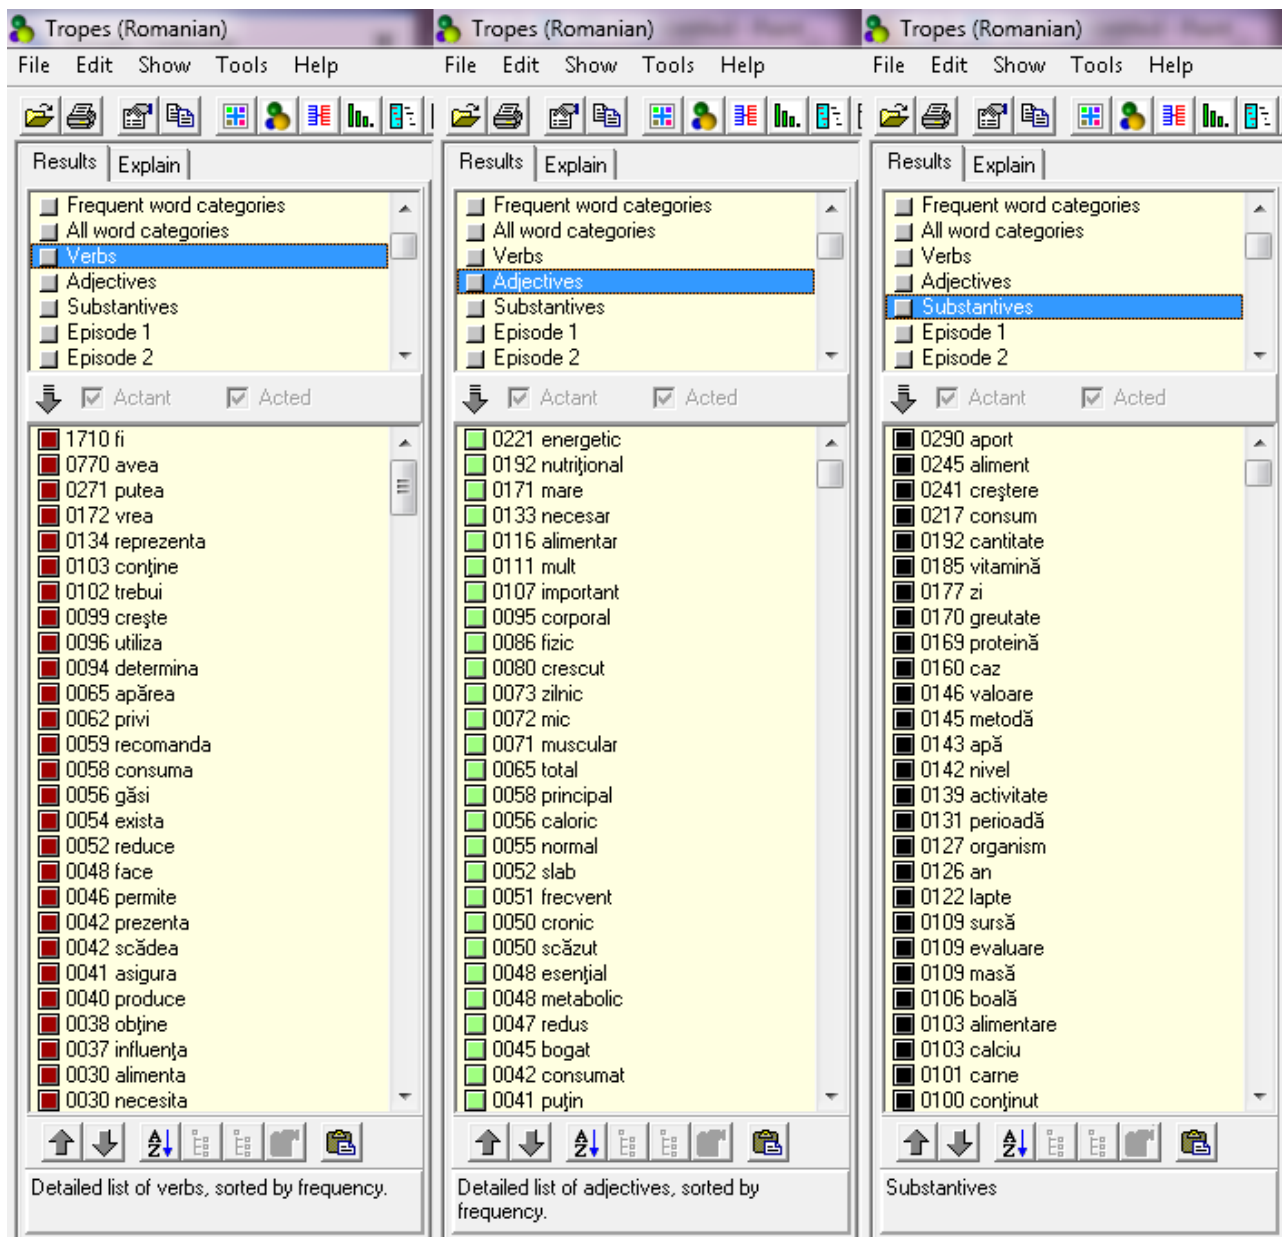 Tropes (Romanian)
File Edit Show Tools Help
Results Explain
Frequent word categories
All word categories
Verbs
Adjectives
Substantives
Episode 1
Episode 2
Actant Acted
1710 fi
0770 avea
0271 putea
0172 vrea
0134 reprezenta
0103 conţine
0102 trebui
0099 creşte
0096 utiliza
0094 determina
0065 apărea
0062 privi
0059 recomanda
0058 consuma
0056 găsi
0054 exista
0052 reduce
0048 face
0046 permite
0042 prezenta
0042 scădea
0041 asigura
0040 produce
0038 obţine
0037 influenţa
0030 alimenta
0030 necesita
Detailed list of verbs, sorted by frequency.
Tropes (Romanian)
File Edit Show Tools Help
Results Explain
Frequent word categories
All word categories
Verbs
Adjectives
Substantives
Episode 1
Episode 2
Actant Acted
0221 energetic
0192 nutriţional
0171 mare
0133 necesar
0116 alimentar
0111 mult
0107 important
0095 corporal
0086 fizic
0080 crescut
0073 zilnic
0072 mic
0071 muscular
0065 total
0058 principal
0056 caloric
0055 normal
0052 slab
0051 frecvent
0050 cronic
0050 scăzut
0048 esenţial
0048 metabolic
0047 redus
0045 bogat
0042 consumat
0041 puţin
Detailed list of adjectives, sorted by
frequency.
Tropes (Romanian)
File Edit Show Tools Help
Results Explain
Frequent word categories
All word categories
Verbs
Adjectives
Substantives
Episode 1
Episode 2
Actant Acted
0290 aport
0245 aliment
0241 creştere
0217 consum
0192 cantitate
0185 vitamină
0177 zi
0170 greutate
0169 proteină
0160 caz
0146 valoare
0145 metodă
0143 apă
0142 nivel
0139 activitate
0131 perioadă
0127 organism
0126 an
0122 lapte
0109 sursă
0109 evaluare
0109 masă
0106 boală
0103 alimentare
0103 calciu
0101 carne
0100 conţinut
Substantives